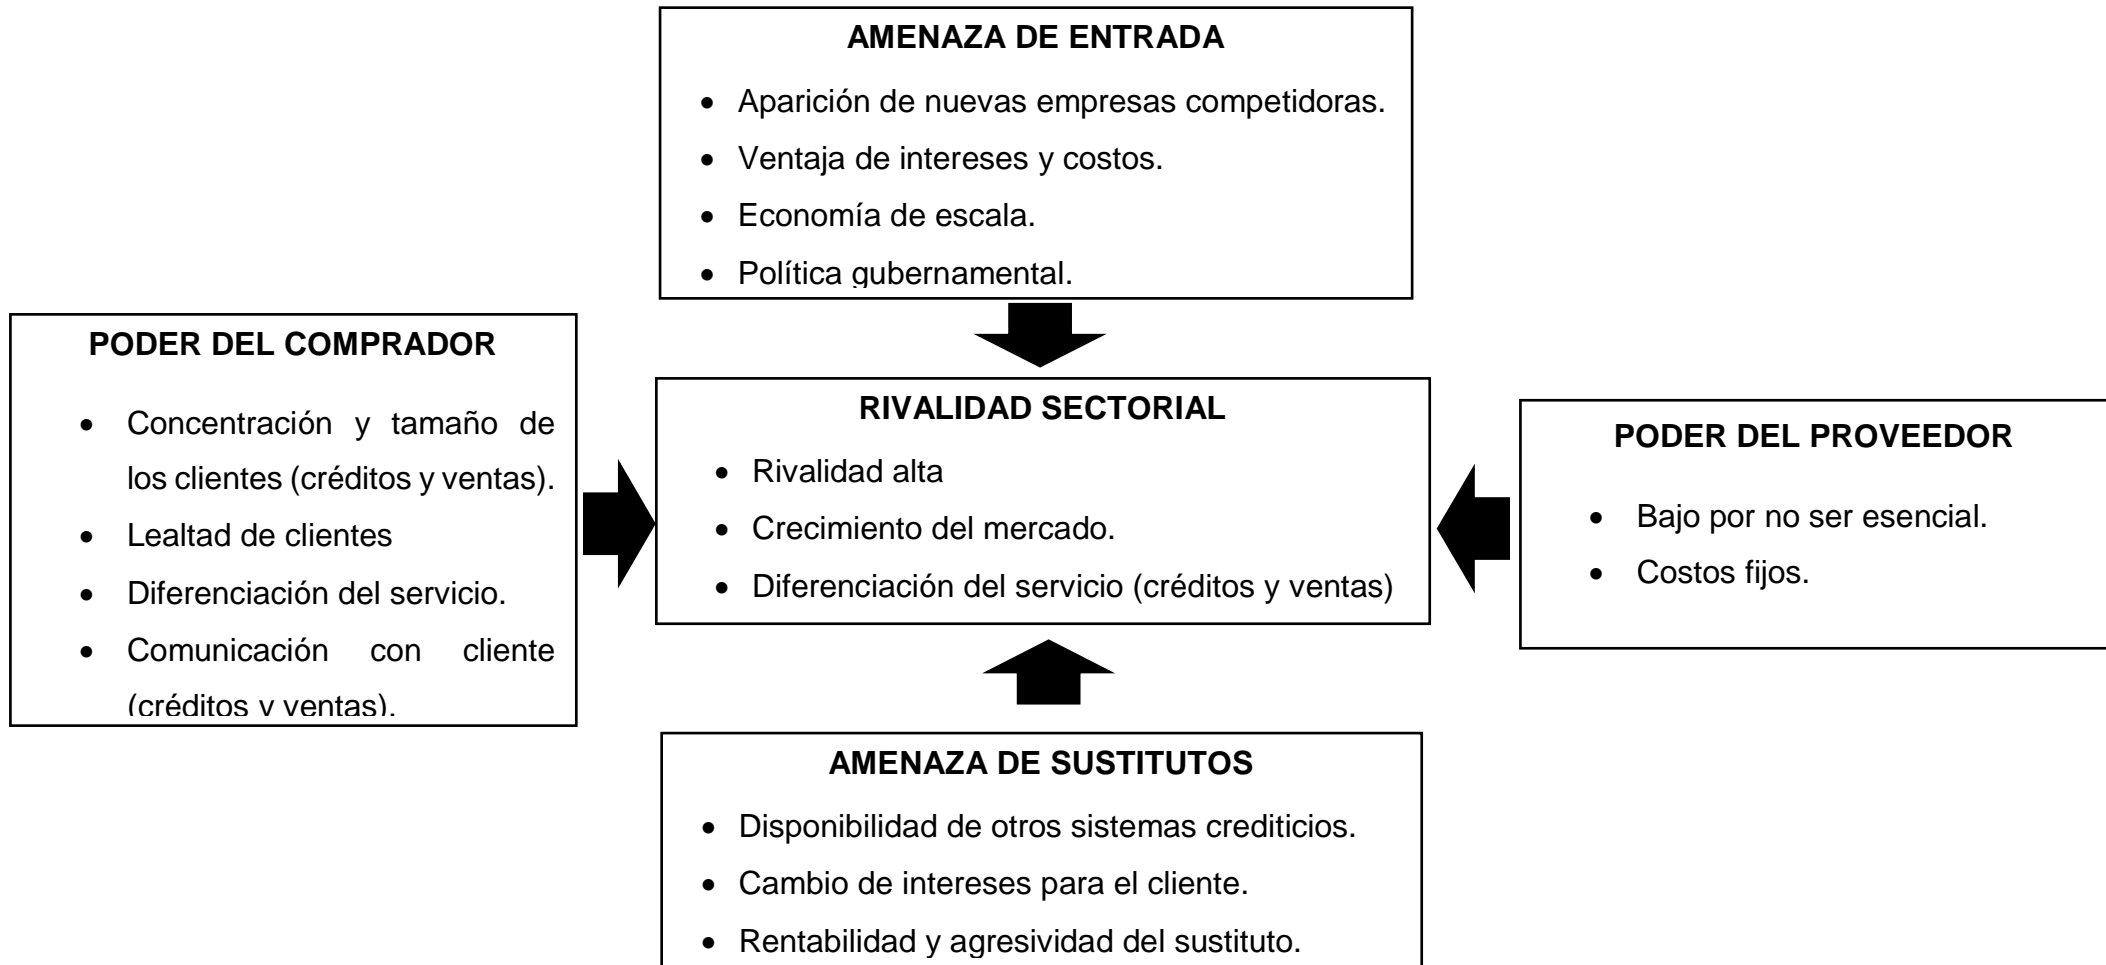 AMENAZA DE ENTRADA
• Aparición de nuevas empresas competidoras.
• Ventaja de intereses y costos.
• Economía de escala.
• Política gubernamental.
PODER DEL COMPRADOR
• Concentración y tamaño de
los clientes (créditos y ventas).
• Lealtad de clientes
• Diferenciación del servicio.
• Comunicación con cliente
(créditos y ventas).
RIVALIDAD SECTORIAL
• Rivalidad alta
• Crecimiento del mercado.
• Diferenciación del servicio (créditos y ventas)
PODER DEL PROVEEDOR
• Bajo por no ser esencial.
• Costos fijos.
AMENAZA DE SUSTITUTOS
• Disponibilidad de otros sistemas crediticios.
• Cambio de intereses para el cliente.
• Rentabilidad y agresividad del sustituto.